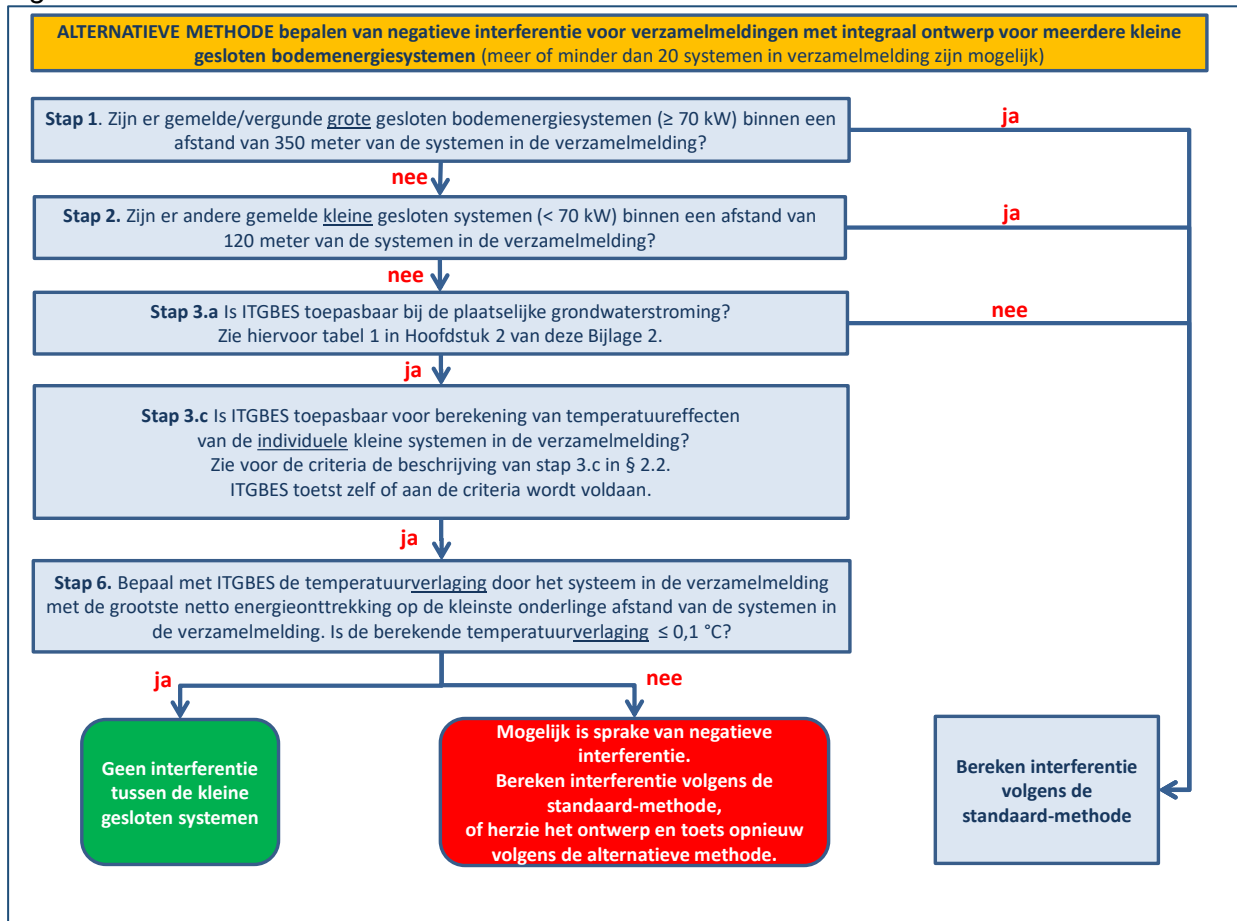 ALTERNATIEVE METHODE bepalen van negatieve interferentie voor verzamelmeldingen met integraal ontwerp voor meerdere kleine
gesloten bodemenergiesystemen (meer of minder dan 20 systemen in verzamelmelding zijn mogelijk)
Stap 1. Zijn er gemelde/vergunde grote gesloten bodemenergiesystemen (≥ 70 kW) binnen een
afstand van 350 meter van de systemen in de verzamelmelding?
ja
nee
Stap 2. Zijn er andere gemelde kleine gesloten systemen (< 70 kW) binnen een afstand van
120 meter van de systemen in de verzamelmelding?
ja
nee
Stap 3.a Is ITGBES toepasbaar bij de plaatselijke grondwaterstroming?
Zie hiervoor tabel 1 in Hoofdstuk 2 van deze Bijlage 2.
nee
ja
Stap 3.c Is ITGBES toepasbaar voor berekening van temperatuureffecten
van de individuele kleine systemen in de verzamelmelding?
Zie voor de criteria de beschrijving van stap 3.c in § 2.2.
ITGBES toetst zelf of aan de criteria wordt voldaan.
ja
Stap 6. Bepaal met ITGBES de temperatuurverlaging door het systeem in de verzamelmelding
met de grootste netto energieonttrekking op de kleinste onderlinge afstand van de systemen in
de verzamelmelding. Is de berekende temperatuurverlaging ≤ 0,1 °C?
ja
nee
Geen interferentie
tussen de kleine
gesloten systemen
Mogelijk is sprake van negatieve
interferentie.
Bereken interferentie volgens de
standaard-methode,
of herzie het ontwerp en toets opnieuw
volgens de alternatieve methode.
Bereken interferentie
volgens de
standaard-methode